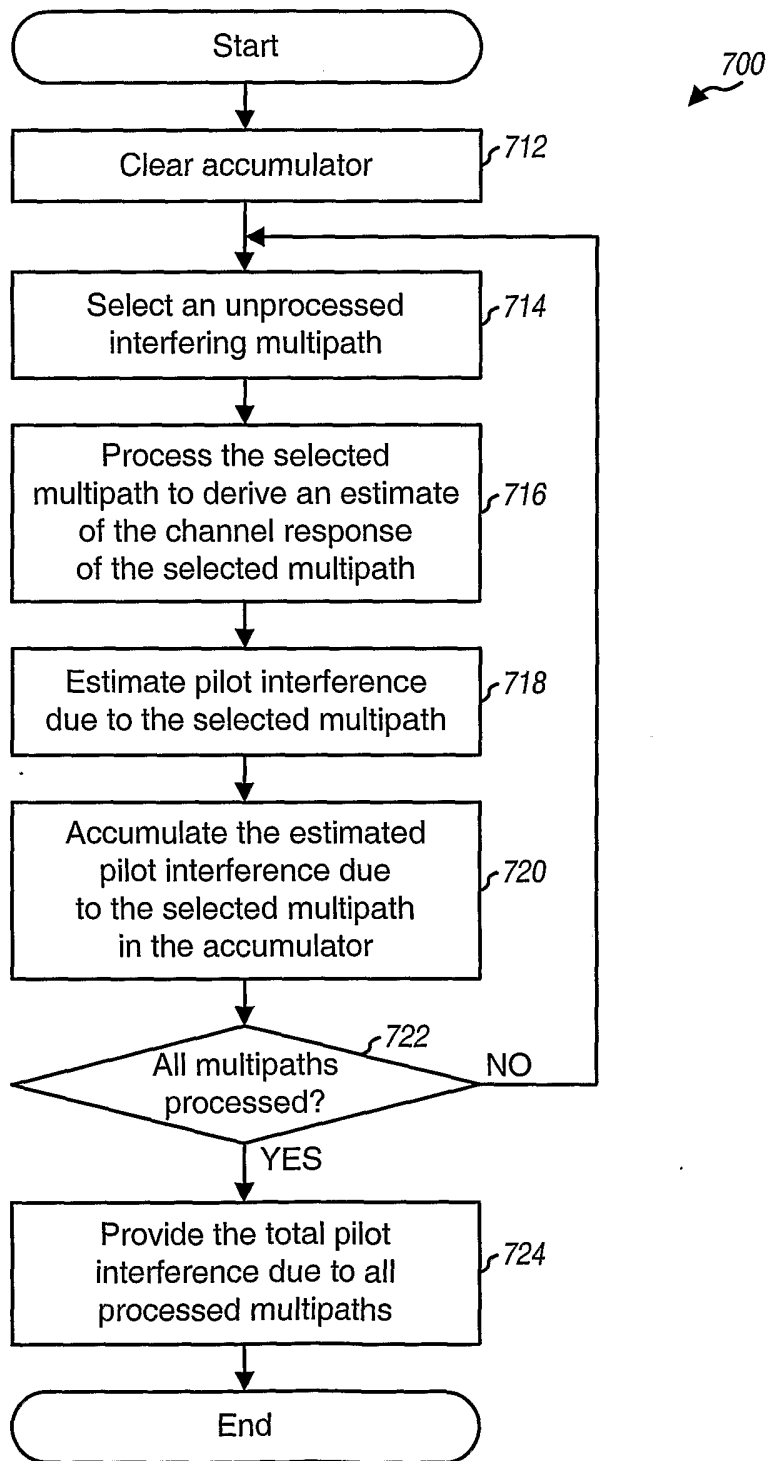 Start
700
Clear accumulator
712
Select an unprocessed
interfering multipath
714
Process the selected
multipath to derive an estimate
of the channel response
of the selected multipath
716
Estimate pilot interference
due to the selected multipath
718
Accumulate the estimated
pilot interference due
to the selected multipath
in the accumulator
720
722
All multipaths
processed?
NO
YES
Provide the total pilot
interference due to all
processed multipaths
724
End